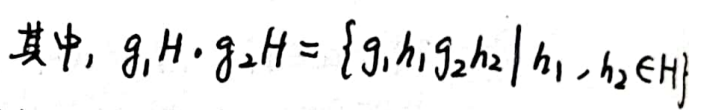 其中, g₁H·g₂H = {g₁h₁g₂h₂ | h₁, h₂∈H}